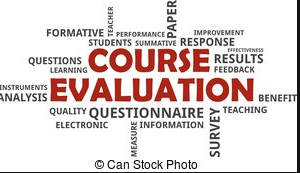 TEACHER
PAPER
FORMATIVE
PERFORMANCE
IMPROVEMENT
STUDENTS
SUMMATIVE
RESPONSE
EFFECTIVENESS
QUESTIONS
COURSE
RESULTS
LEARNING
FEEDBACK
INSTRUMENTS
ANALYSIS
EVALUATION
BENEFIT
QUALITY
QUESTIONNAIRE
TEACHING
ELECTRONIC
MEASURE
INFORMATION
SURVEY
© Can Stock Photo